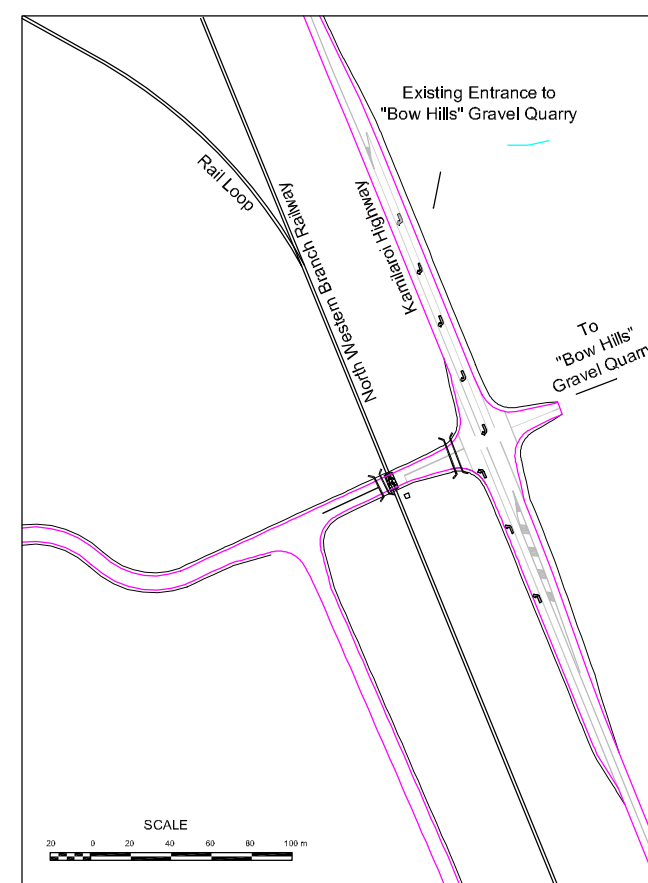 Existing Entrance to
"Bow Hills" Gravel Quarry
Rail Loop
North Western Branch Railway
Kamilaroi Highway
To
"Bow Hills"
Gravel Quarry
SCALE
20 0 20 40 60 80 100 m